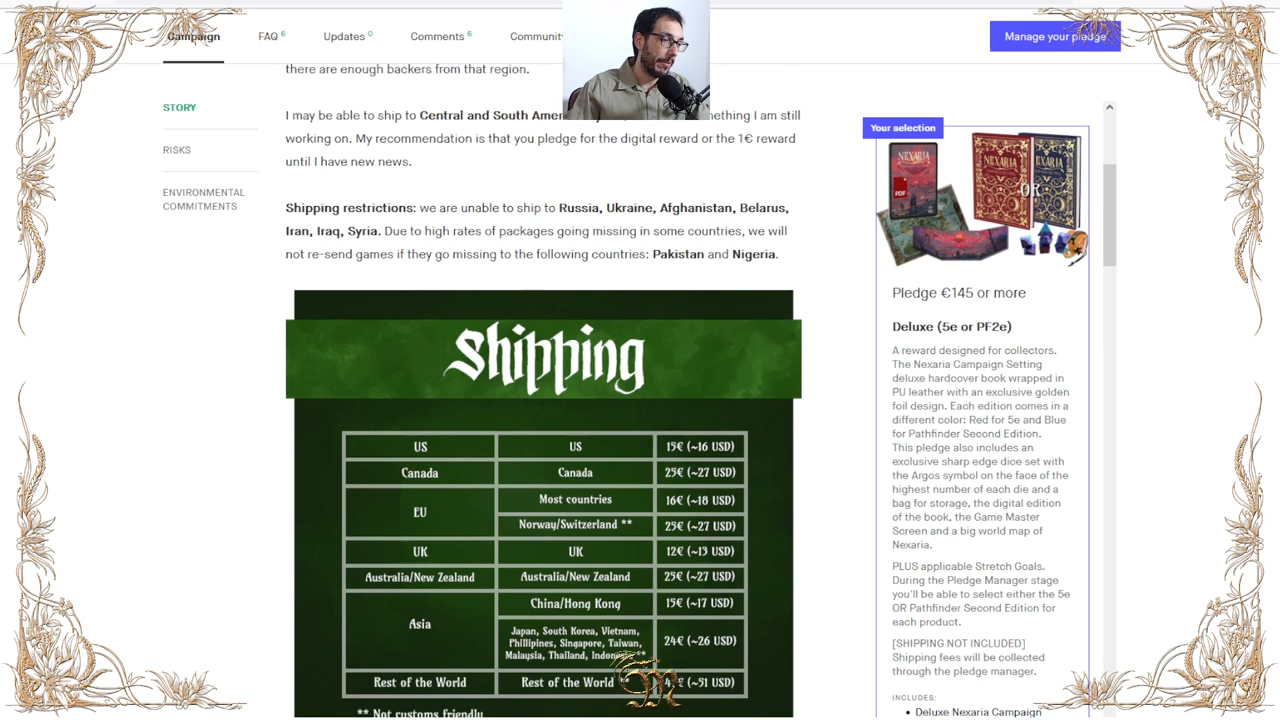 Campaign
FAQ 6
Updates 0
Comments 6
Community
Manage your pledge
STORY
RISKS
ENVIRONMENTAL
COMMITMENTS
there are enough backers from that region.
I may be able to ship to Central and South
working on. My recommendation is that you pledge for the digital reward or the 1€ reward
until I have new news.
Shipping restrictions: we are unable to ship to Russia, Ukraine, Afghanistan, Belarus,
Iran, Iraq, Syria. Due to high rates of packages going missing in some countries, we will
not re-send games if they go missing to the following countries: Pakistan and Nigeria.
Shipping
US US 15€ (~16 USD)
Canada Canada 25€ (~27 USD)
EU Most countries 16€ (~18 USD)
Norway/Switzerland ** 25€ (~27 USD)
UK UK 12€ (~13 USD)
Australia/New Zealand Australia/New Zealand 25€ (~27 USD)
Asia China/Hong Kong 15€ (~17 USD)
Japan, South Korea, Vietnam,
Phillipines, Singapore, Taiwan,
Malaysia, Thailand, ** 24€ (~26 USD)
Rest of the World Rest of the World (~51 USD)
** Not customs friendly
Your selection
NEXARIA
PDF
NEXARIA
OR
NEXARIA
Pledge €145 or more
Deluxe (5e or PF2e)
A reward designed for collectors.
The Nexaria Campaign Setting
deluxe hardcover book wrapped in
PU leather with an exclusive golden
foil design. Each edition comes in a
different color: Red for 5e and Blue
for Pathfinder Second Edition.
This pledge also includes an
exclusive sharp edge dice set with
the Argos symbol on the face of the
highest number of each die and a
bag for storage, the digital edition
of the book, the Game Master
Screen and a big world map of
Nexaria.
PLUS applicable Stretch Goals.
During the Pledge Manager stage
you'll be able to select either the 5e
OR Pathfinder Second Edition for
each product.
[SHIPPING NOT INCLUDED]
Shipping fees will be collected
through the pledge manager.
INCLUDES:
• Deluxe Nexaria Campaign